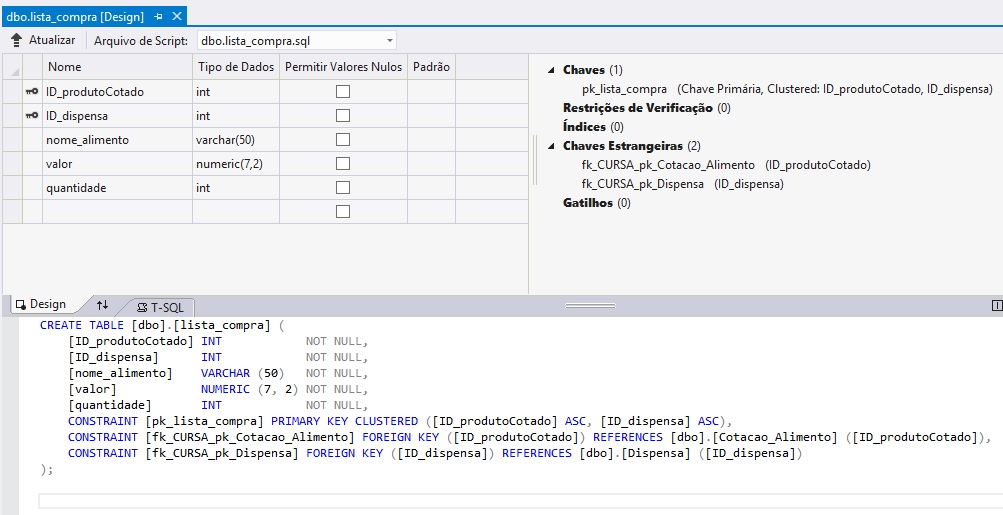 dbo.lista_compra [Design]
Atualizar Arquivo de Script: dbo.lista_compra.sql
Nome Tipo de Dados Permitir Valores Nulos Padrão
ID_produtoCotado int
ID_dispensa int
nome_alimento varchar(50)
valor numeric(7,2)
quantidade int
Chaves (1)
pk_lista_compra (Chave Primária, Clustered: ID_produtoCotado, ID_dispensa)
Restrições de Verificação (0)
Índices (0)
Chaves Estrangeiras (2)
fk_CURSA_pk_Cotacao_Alimento (ID_produtoCotado)
fk_CURSA_pk_Dispensa (ID_dispensa)
Gatilhos (0)
Design T-SQL
CREATE TABLE [dbo].[lista_compra] (
[ID_produtoCotado] INT NOT NULL,
[ID_dispensa] INT NOT NULL,
[nome_alimento] VARCHAR (50) NOT NULL,
[valor] NUMERIC (7, 2) NOT NULL,
[quantidade] INT NOT NULL,
CONSTRAINT [pk_lista_compra] PRIMARY KEY CLUSTERED ([ID_produtoCotado] ASC, [ID_dispensa] ASC),
CONSTRAINT [fk_CURSA_pk_Cotacao_Alimento] FOREIGN KEY ([ID_produtoCotado]) REFERENCES [dbo].[Cotacao_Alimento] ([ID_produtoCotado]),
CONSTRAINT [fk_CURSA_pk_Dispensa] FOREIGN KEY ([ID_dispensa]) REFERENCES [dbo].[Dispensa] ([ID_dispensa])
);